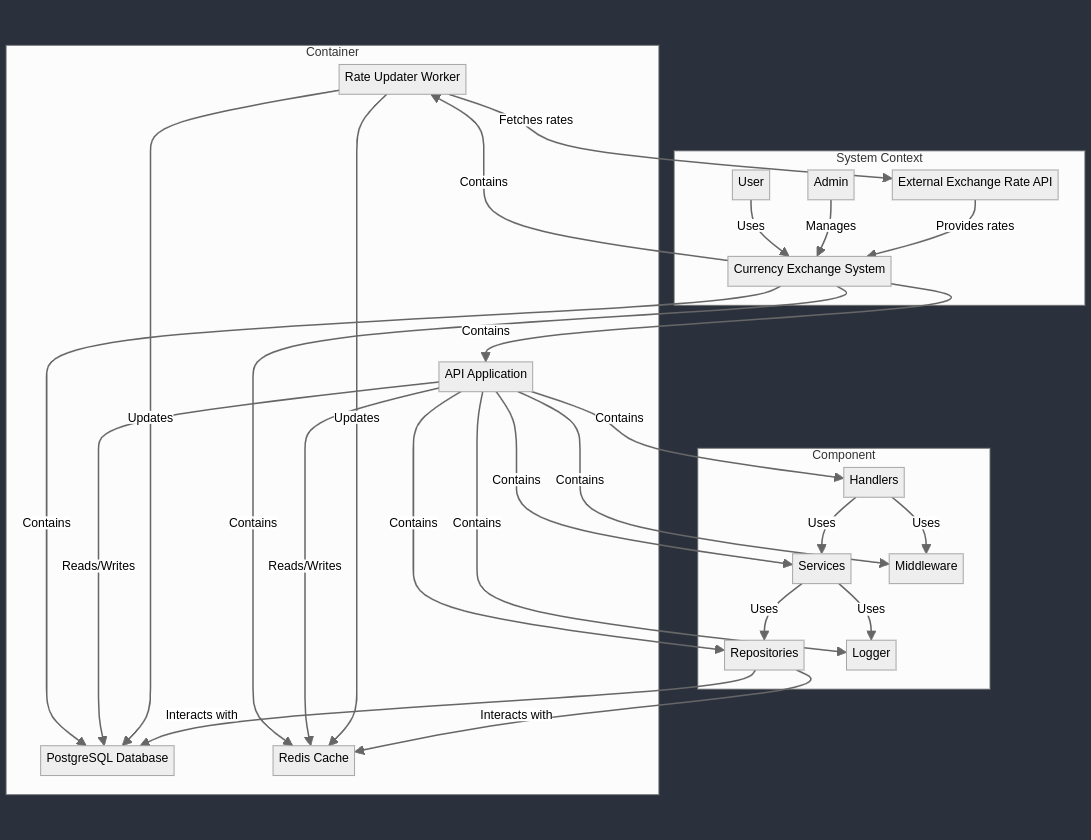 Container
Rate Updater Worker
Fetches rates
System Context
User
Admin
External Exchange Rate API
Contains
Uses
Manages
Provides rates
Currency Exchange System
Contains
API Application
Updates
Updates
Contains
Component
Handlers
Contains
Contains
Contains
Contains
Contains
Contains
Uses
Uses
Reads/Writes
Reads/Writes
Services
Middleware
Uses
Uses
Repositories
Logger
Interacts with
Interacts with
PostgreSQL Database
Redis Cache